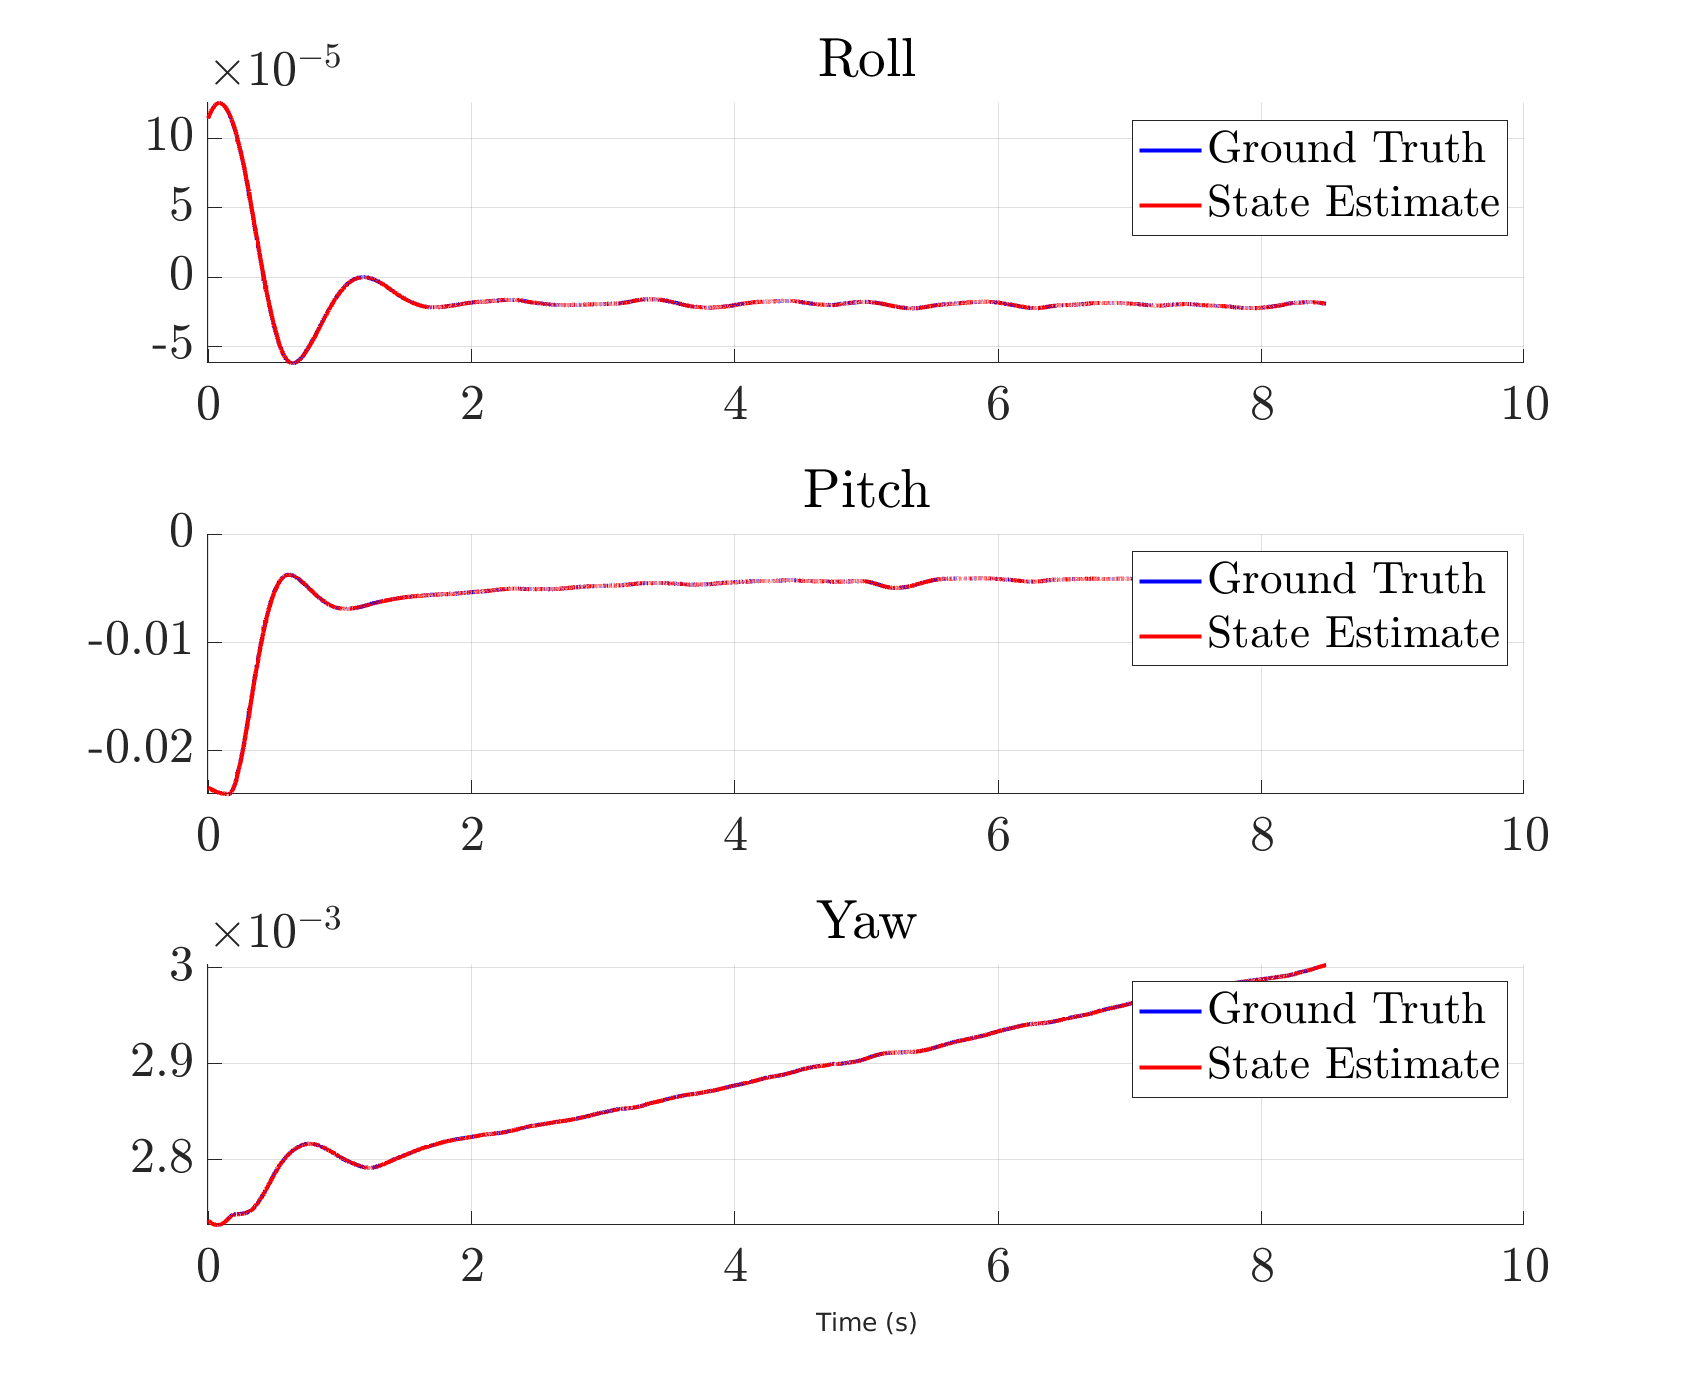 Roll
×10⁻⁵
10
5
0
-5
Ground Truth
State Estimate
0 2 4 6 8 10
Pitch
0
-0.01
-0.02
Ground Truth
State Estimate
0 2 4 6 8 10
Yaw
×10⁻³
3
2.9
2.8
Ground Truth
State Estimate
0 2 4 6 8 10
Time (s)